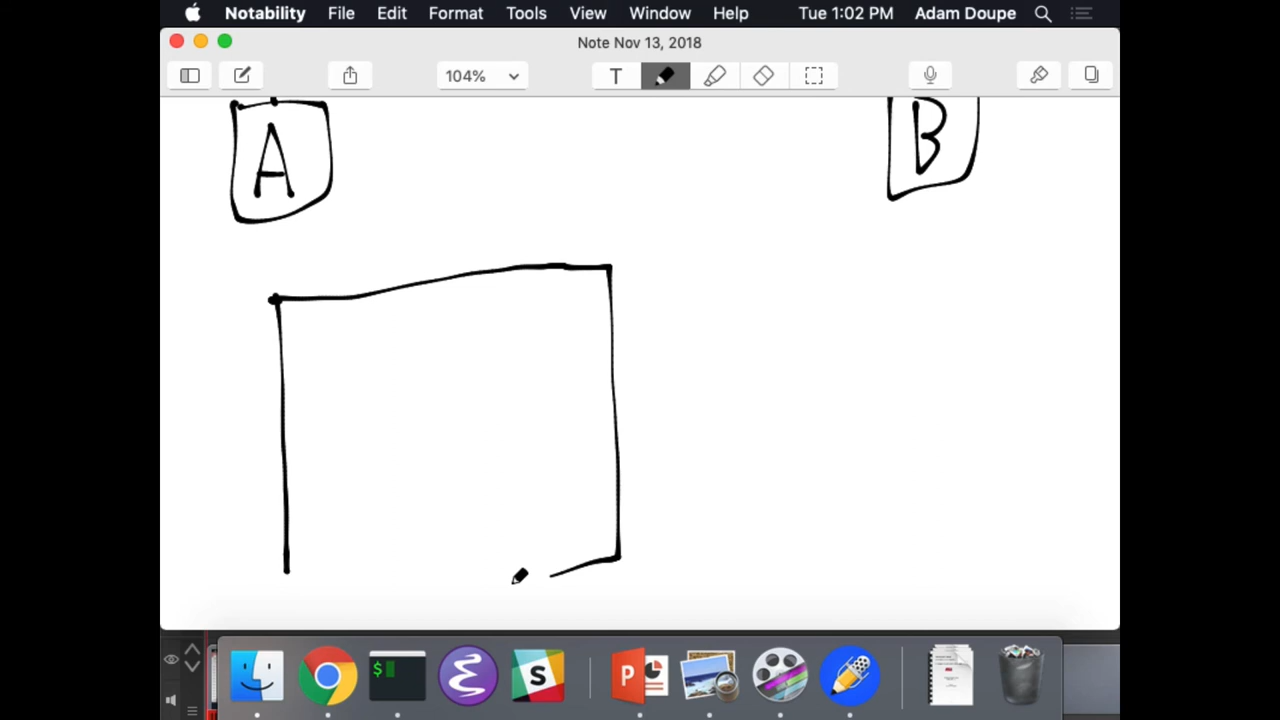 Notability File Edit Format Tools View Window Help Tue 1:02 PM Adam Doupe
Note Nov 13, 2018
104% T
A B
$
S
P